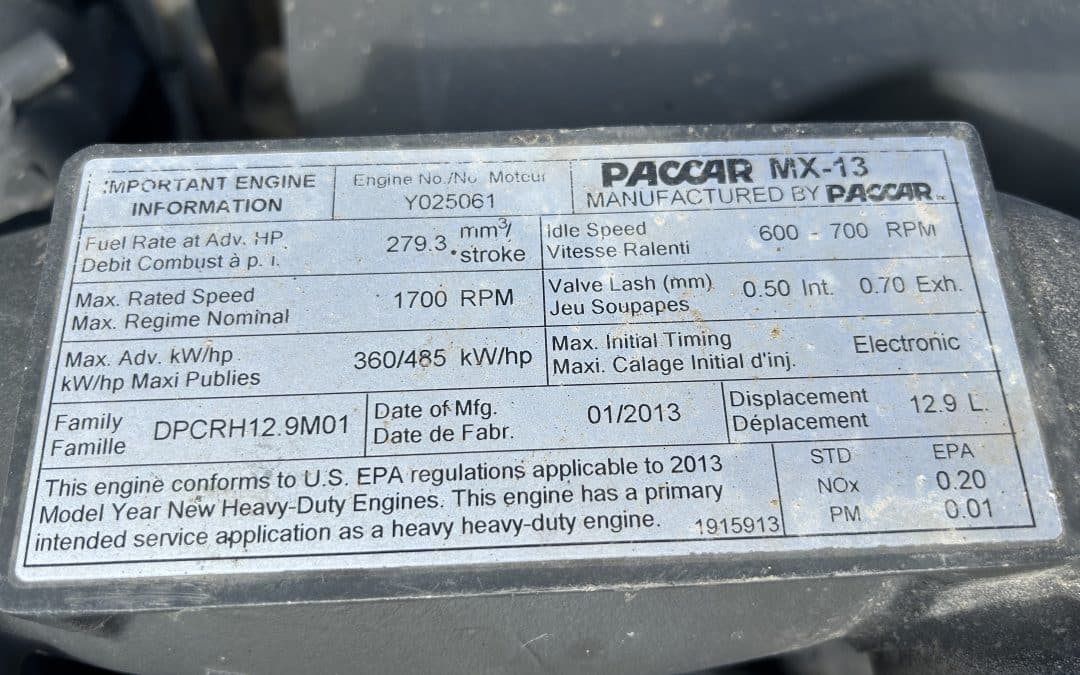 IMPORTANT ENGINE
INFORMATION
Engine No./No Moteur
Y025061
PACCAR MX-13
MANUFACTURED BY PACCAR
Fuel Rate at Adv. HP.
Debit Combust à p. i.
279.3 mm³/
stroke
Idle Speed
Vitesse Ralenti
600 - 700 RPM
Max. Rated Speed
Max. Regime Nominal
1700 RPM
Valve Lash (mm)
Jeu Soupapes
0.50 Int. 0.70 Exh.
Max. Adv. kW/hp
kW/hp Maxi Publies
360/485 kW/hp
Max. Initial Timing
Maxi. Calage Initial d'inj.
Electronic
Family
Famille
DPCRH12.9M01
Date of Mfg.
Date de Fabr.
01/2013
Displacement
Déplacement
12.9 L.
This engine conforms to U.S. EPA regulations applicable to 2013
Model Year New Heavy-Duty Engines. This engine has a primary
intended service application as a heavy heavy-duty engine. 1915913
STD EPA
NOx 0.20
PM 0.01